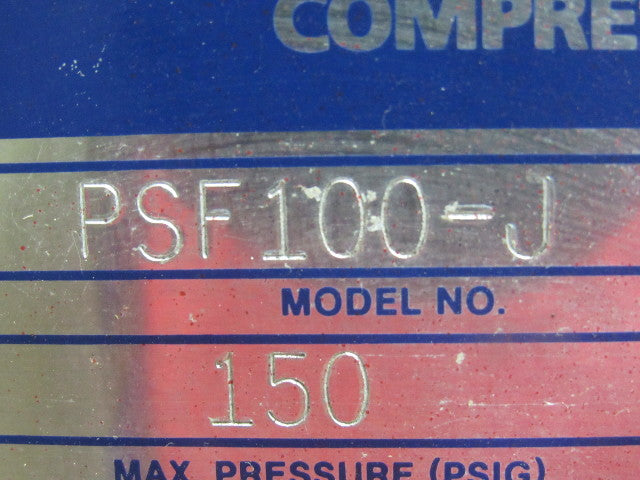 COMPRE
PSF100-J
MODEL NO.
150
MAX. PRESSURE (PSIG)